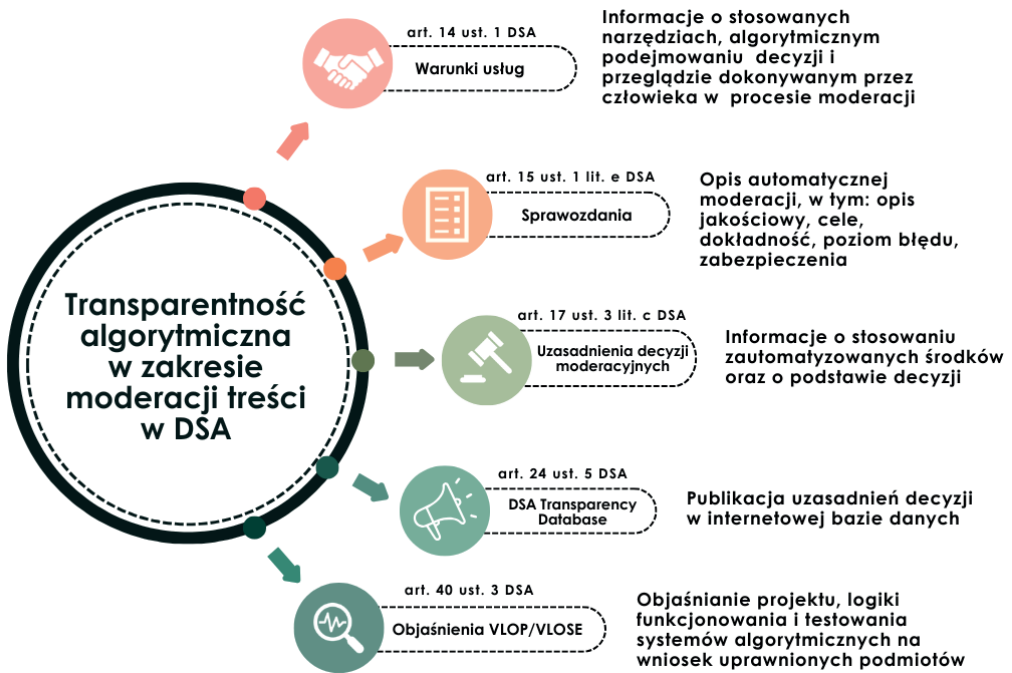 Transparentność
algorytmiczna
w zakresie
moderacji treści
w DSA
art. 14 ust. 1 DSA
Warunki usług
Informacje o stosowanych
narzędziach, algorytmicznym
podejmowaniu decyzji i
przeglądzie dokonywanym przez
człowieka w procesie moderacji
art. 15 ust. 1 lit. e DSA
Sprawozdania
Opis automatycznej
moderacji, w tym: opis
jakościowy, cele,
dokładność, poziom błędu,
zabezpieczenia
art. 17 ust. 3 lit. c DSA
Uzasadnienia decyzji
moderacyjnych
Informacje o stosowaniu
zautomatyzowanych środków
oraz o podstawie decyzji
art. 24 ust. 5 DSA
DSA Transparency
Database
Publikacja uzasadnień decyzji
w internetowej bazie danych
art. 40 ust. 3 DSA
Objaśnienia VLOP/VLOSE
Objaśnianie projektu, logiki
funkcjonowania i testowania
systemów algorytmicznych na
wniosek uprawnionych podmiotów